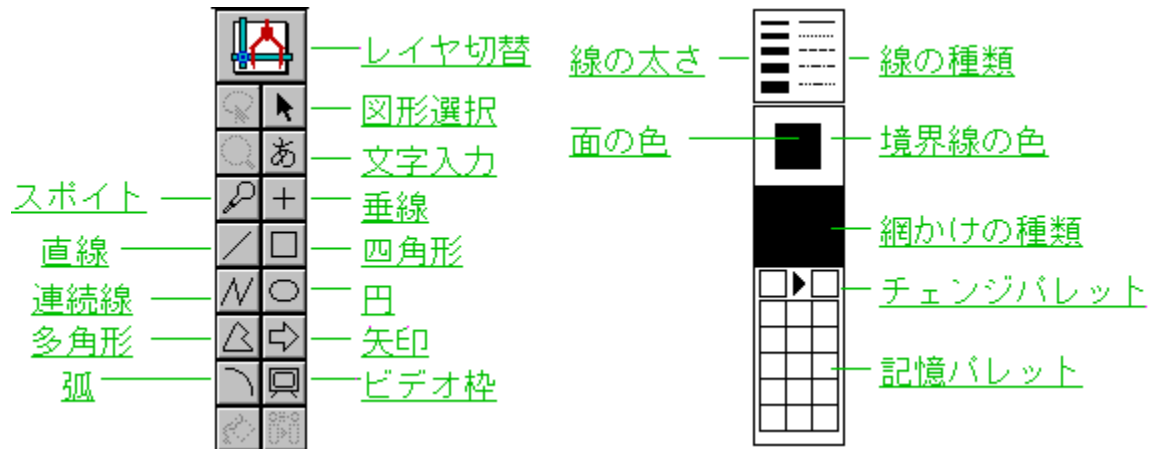 レイヤ切替
図形選択
文字入力
あ
スポイト
垂線
直線
四角形
連続線
円
多角形
矢印
弧
ビデオ枠
線の太さ
線の種類
面の色
境界線の色
網かけの種類
チェンジパレット
記憶パレット